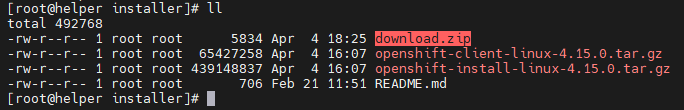 [root@helper installer]# ll
total 492768
-rw-r--r-- 1 root root      5834 Apr  4 18:25 download.zip
-rw-r--r-- 1 root root  65427258 Apr  4 16:07 openshift-client-linux-4.15.0.tar.gz
-rw-r--r-- 1 root root 439148837 Apr  4 16:07 openshift-install-linux-4.15.0.tar.gz
-rw-r--r-- 1 root root       706 Feb 21 11:51 README.md
[root@helper installer]#